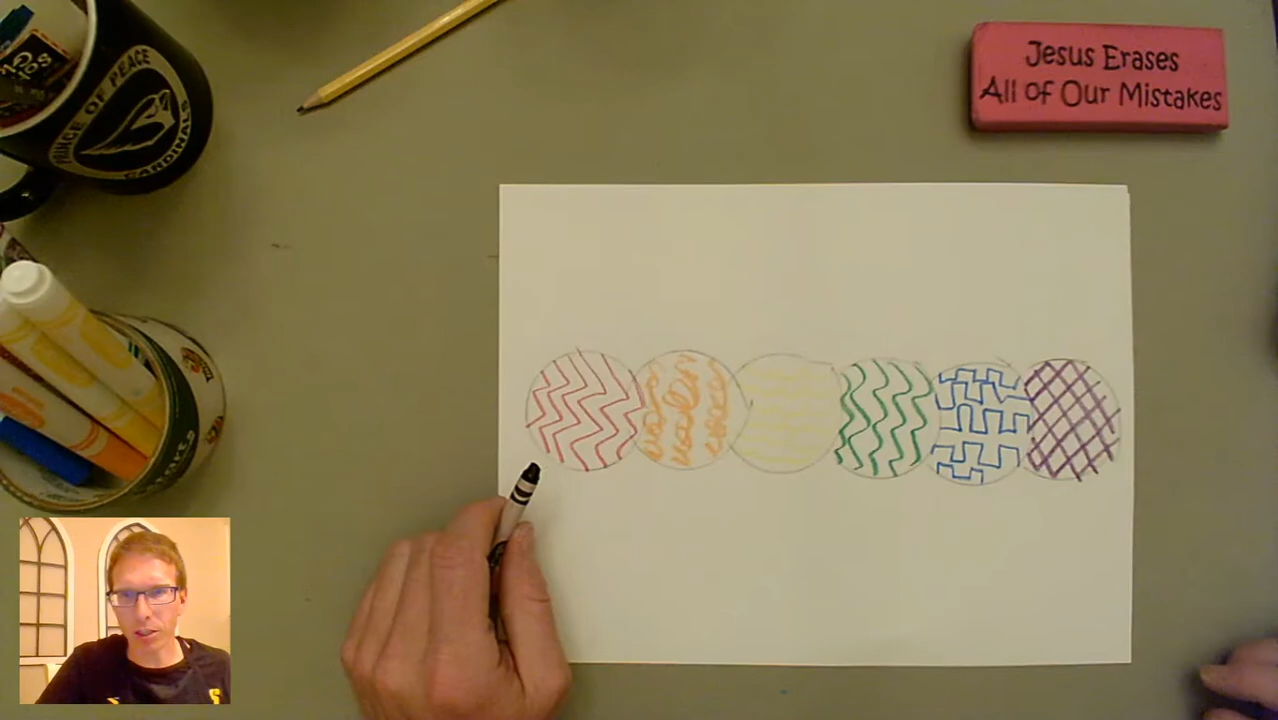 PRINCE OF PEACE
CARDINALS
Jesus Erases
All of Our Mistakes